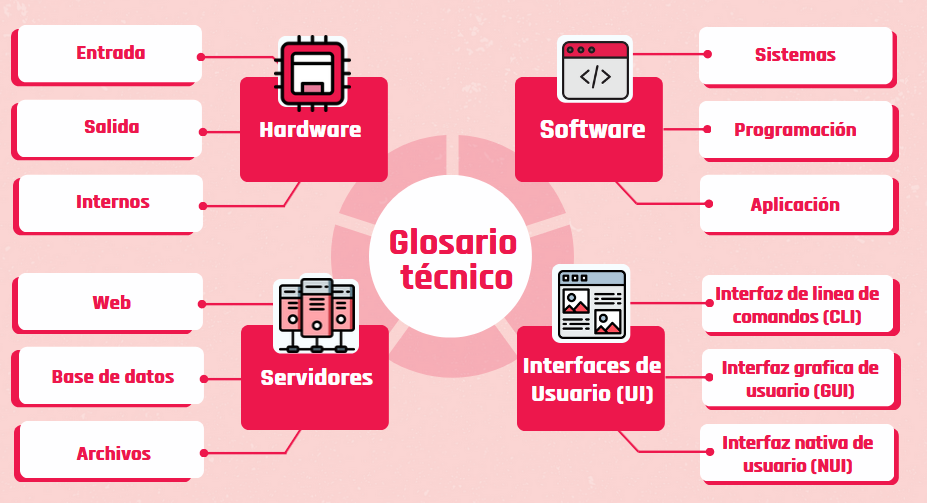 Glosario
técnico
Hardware
Entrada
Salida
Internos
Software
Sistemas
Programación
Aplicación
Servidores
Web
Base de datos
Archivos
Interfaces de
Usuario (UI)
Interfaz de linea de
comandos (CLI)
Interfaz grafica de
usuario (GUI)
Interfaz nativa de
usuario (NUI)